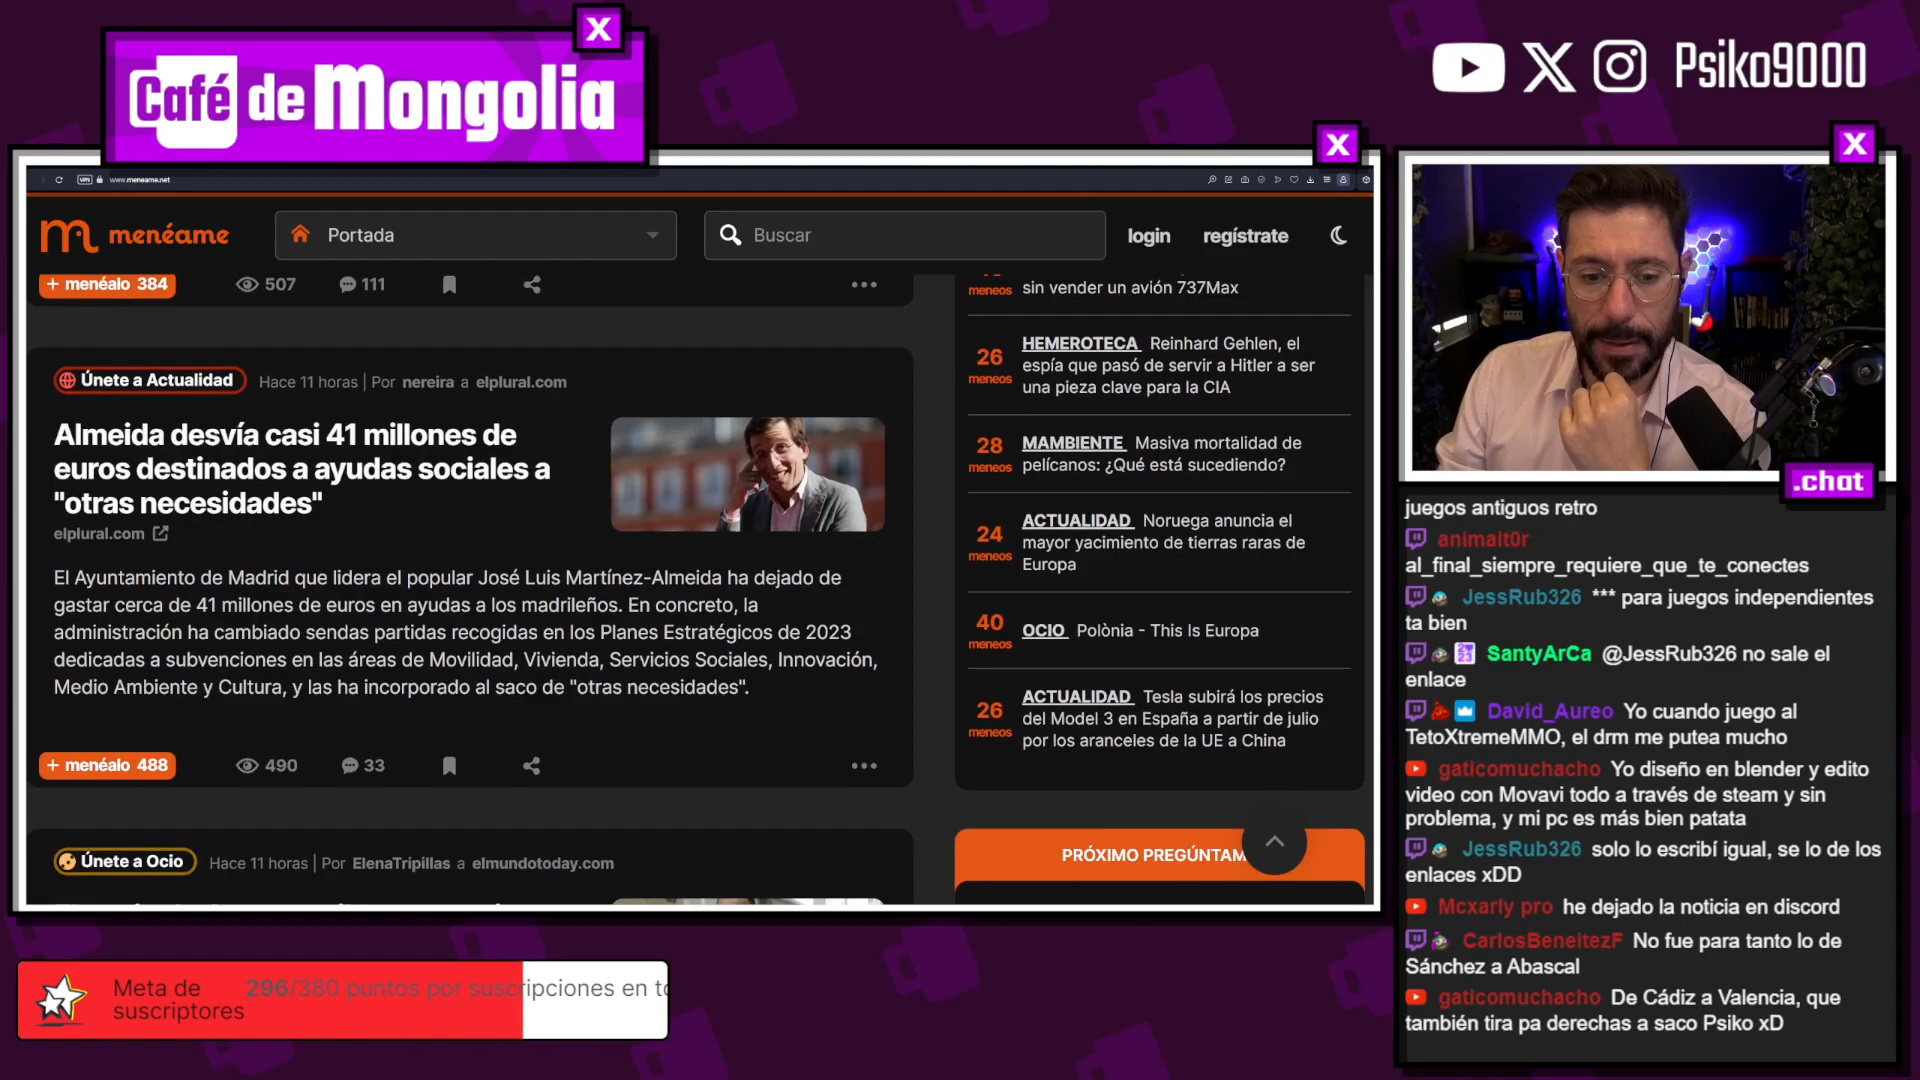 Café de Mongolia
X
Psiko9000
X
X
www.meneame.net
menéame
Portada
Buscar
login
regístrate
+ menéalo 384
507
111
Únete a Actualidad
Hace 11 horas | Por nereira a elplural.com
Almeida desvía casi 41 millones de
euros destinados a ayudas sociales a
"otras necesidades"
elplural.com
El Ayuntamiento de Madrid que lidera el popular José Luis Martínez-Almeida ha dejado de
gastar cerca de 41 millones de euros en ayudas a los madrileños. En concreto, la
administración ha cambiado sendas partidas recogidas en los Planes Estratégicos de 2023
dedicadas a subvenciones en las áreas de Movilidad, Vivienda, Servicios Sociales, Innovación,
Medio Ambiente y Cultura, y las ha incorporado al saco de "otras necesidades".
+ menéalo 488
490
33
Únete a Ocio
Hace 11 horas | Por ElenaTripillas a elmundotoday.com
meneos
sin vender un avión 737Max
26
meneos
HEMEROTECA Reinhard Gehlen, el
espía que pasó de servir a Hitler a ser
una pieza clave para la CIA
28
meneos
MAMBIENTE Masiva mortalidad de
pelícanos: ¿Qué está sucediendo?
24
meneos
ACTUALIDAD Noruega anuncia el
mayor yacimiento de tierras raras de
Europa
40
meneos
OCIO Polònia - This Is Europa
26
meneos
ACTUALIDAD Tesla subirá los precios
del Model 3 en España a partir de julio
por los aranceles de la UE a China
PRÓXIMO PREGÚNTAM
.chat
juegos antiguos retro
animalt0r
al_final_siempre_requiere_que_te_conectes
JessRub326 *** para juegos independientes
ta bien
SantyArCa @JessRub326 no sale el
enlace
David_Aureo Yo cuando juego al
TetoXtremeMMO, el drm me putea mucho
gaticomuchacho Yo diseño en blender y edito
video con Movavi todo a través de steam y sin
problema, y mi pc es más bien patata
JessRub326 solo lo escribí igual, se lo de los
enlaces xDD
Mcxarly pro he dejado la noticia en discord
CarlosBeneitezF No fue para tanto lo de
Sánchez a Abascal
gaticomuchacho De Cádiz a Valencia, que
también tira pa derechas a saco Psiko xD
Meta de
suscriptores
296/380 puntos por suscripciones en to